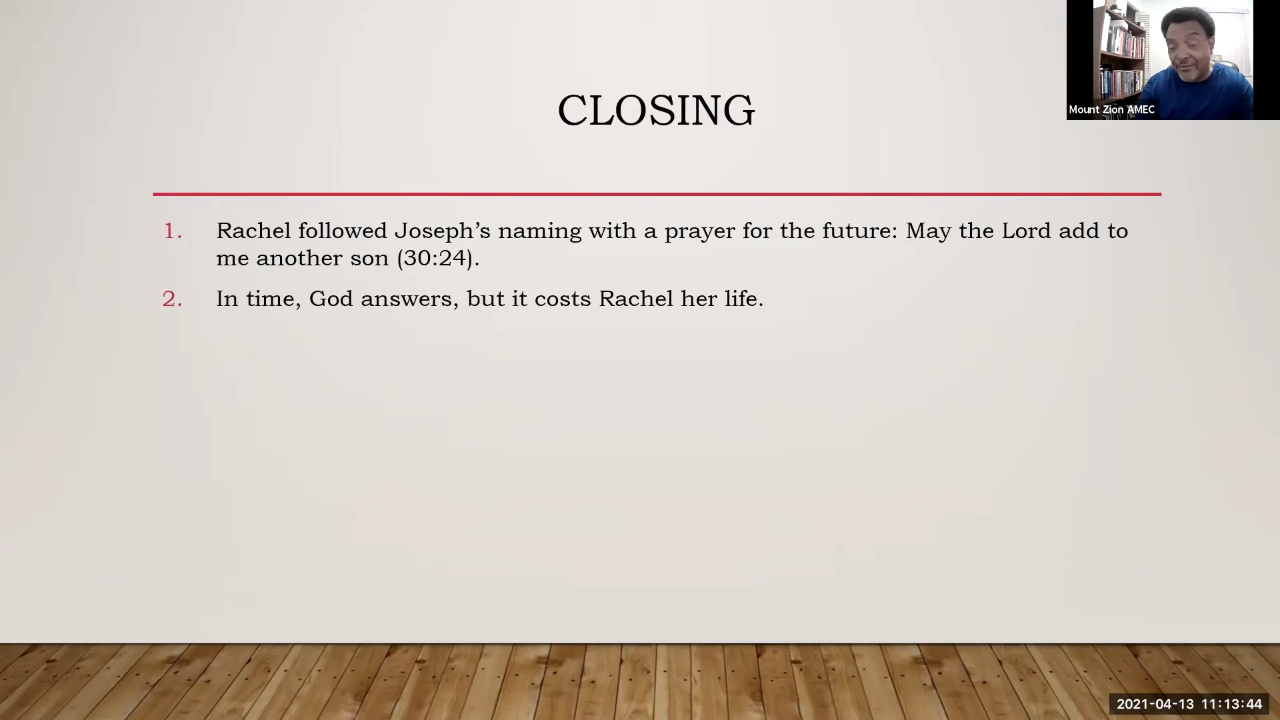 CLOSING
Mount Zion AMEC
1. Rachel followed Joseph’s naming with a prayer for the future: May the Lord add to
me another son (30:24).
2. In time, God answers, but it costs Rachel her life.
2021-04-13 11:13:44